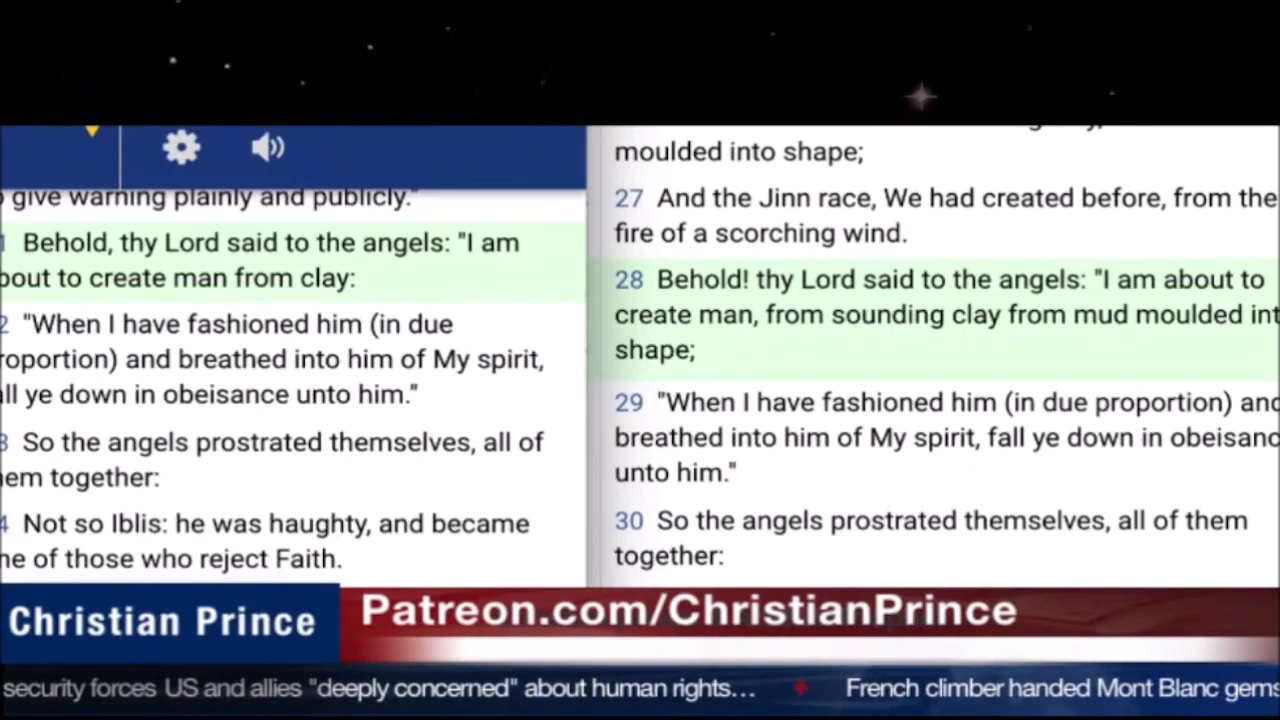 give warning plainly and publicly."
Behold, thy Lord said to the angels: "I am
to create man from clay:
"When I have fashioned him (in due
and breathed into him of My spirit,
ye down in obeisance unto him."
So the angels prostrated themselves, all of
together:
Not so Iblis: he was haughty, and became
of those who reject Faith.
moulded into shape;
27 And the Jinn race, We had created before, from the
fire of a scorching wind.
28 Behold! thy Lord said to the angels: "I am about to
create man, from sounding clay from mud moulded
shape;
29 "When I have fashioned him (in due proportion)
breathed into him of My spirit, fall ye down in
unto him."
30 So the angels prostrated themselves, all of them
together:
Christian Prince
Patreon.com/ChristianPrince
security forces US and allies "deeply concerned" about human rights...
French climber handed Mont Blanc gems